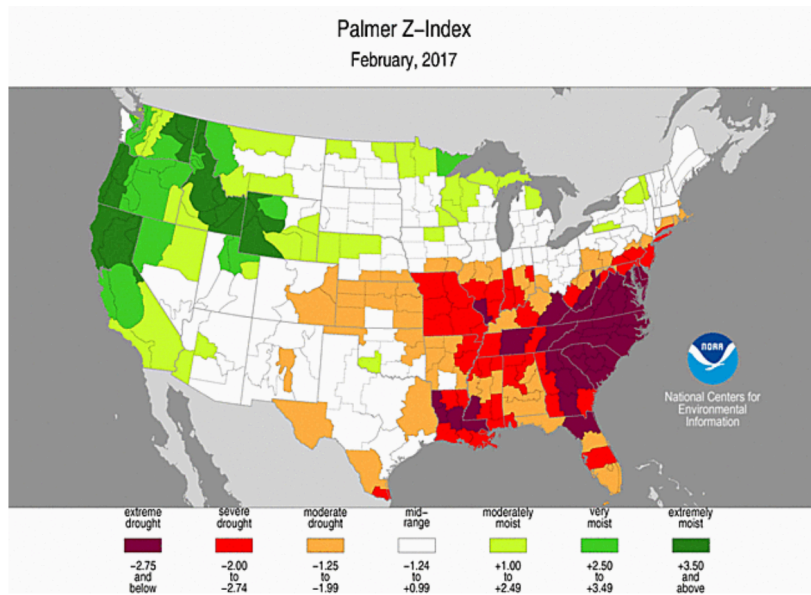 Palmer Z-Index
February, 2017
NOAA
National Centers for
Environmental
Information
extreme drought
severe drought
moderate drought
mid-range
moderately moist
very moist
extremely moist
-2.75 and below
-2.00 to -2.74
-1.25 to -1.99
-1.24 to +0.99
+1.00 to +2.49
+2.50 to +3.49
+3.50 and above